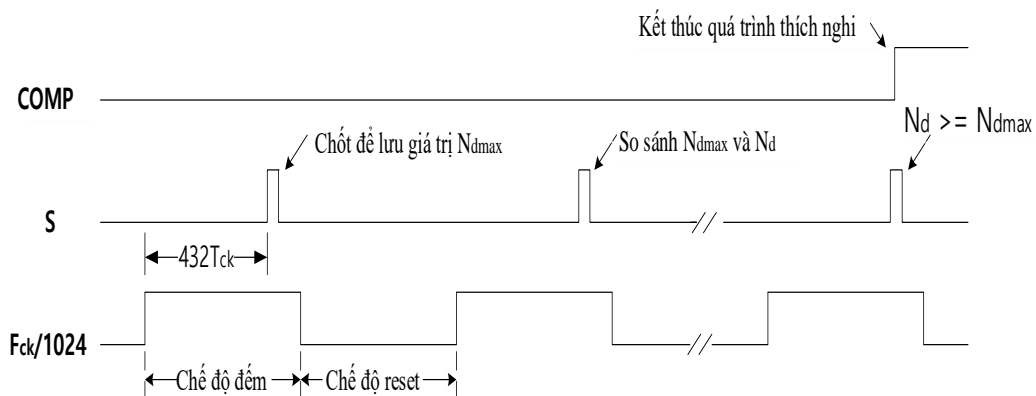 Kết thúc quá trình thích nghi
COMP
Nd >= Ndmax
Chốt để lưu giá trị Ndmax
So sánh Ndmax và Nd
S
432Tck
Fck/1024
Chế độ đếm
Chế độ reset